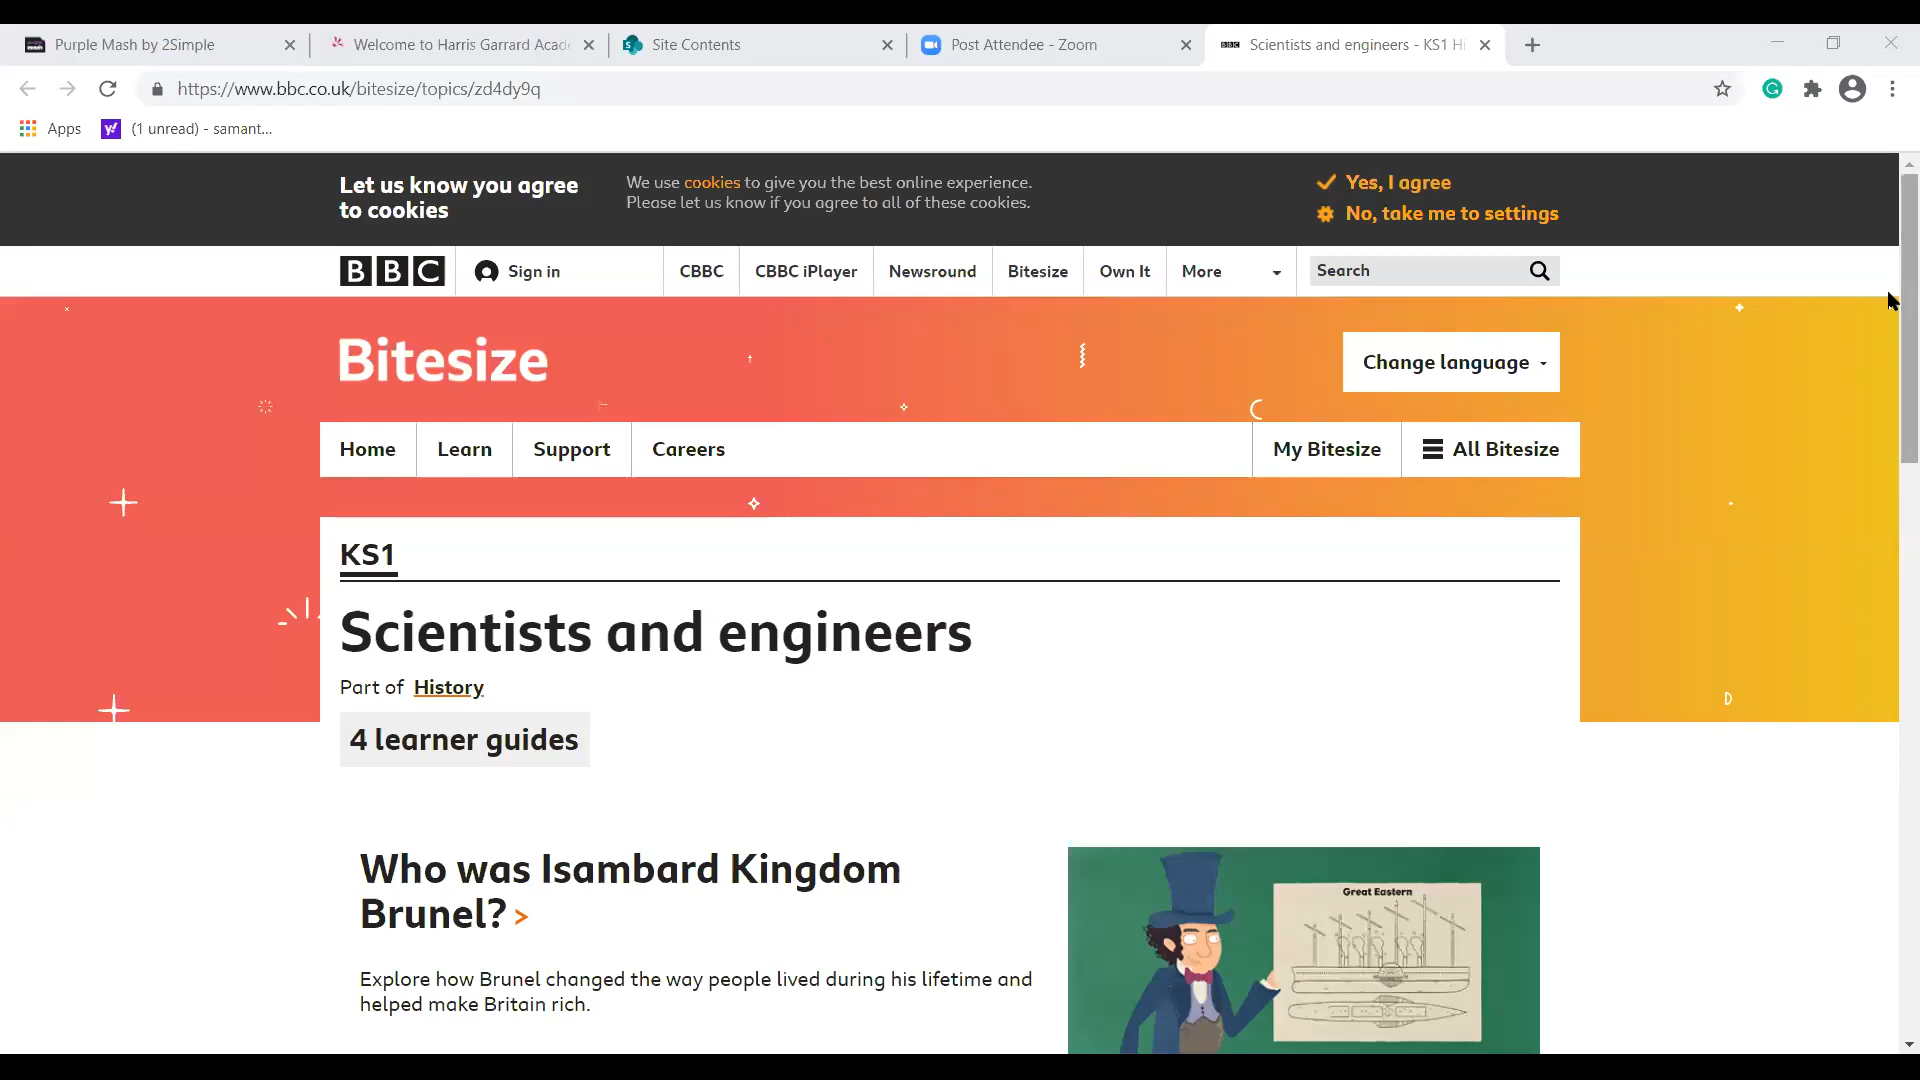 Purple Mash by 2Simple
Welcome to Harris Garrard Acad
Site Contents
Post Attendee - Zoom
BBC
Scientists and engineers - KS1 Hi
https://www.bbc.co.uk/bitesize/topics/zd4dy9q
Apps
(1 unread) - samant...
Let us know you agree
to cookies
We use cookies to give you the best online experience.
Please let us know if you agree to all of these cookies.
Yes, I agree
No, take me to settings
BBC
Sign in
CBBC
CBBC iPlayer
Newsround
Bitesize
Own It
More
Search
Bitesize
Change language
Home
Learn
Support
Careers
My Bitesize
All Bitesize
KS1
Scientists and engineers
Part of History
4 learner guides
Who was Isambard Kingdom
Brunel? >
Explore how Brunel changed the way people lived during his lifetime and
helped make Britain rich.
Great Eastern